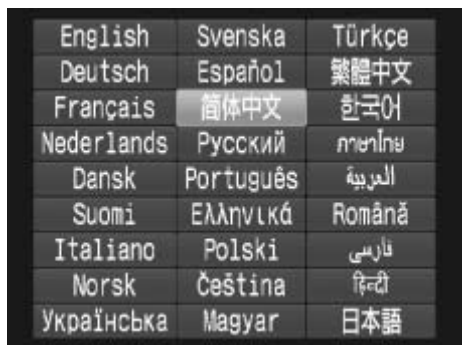 English Svenska Türkçe
Deutsch Español 繁體中文
Français 简体中文 한국어
Nederlands Русский ภาษาไทย
Dansk Português العربية
Suomi Ελληνικά Română
Italiano Polski فارسی
Norsk Čeština हिन्दी
Українська Magyar 日本語